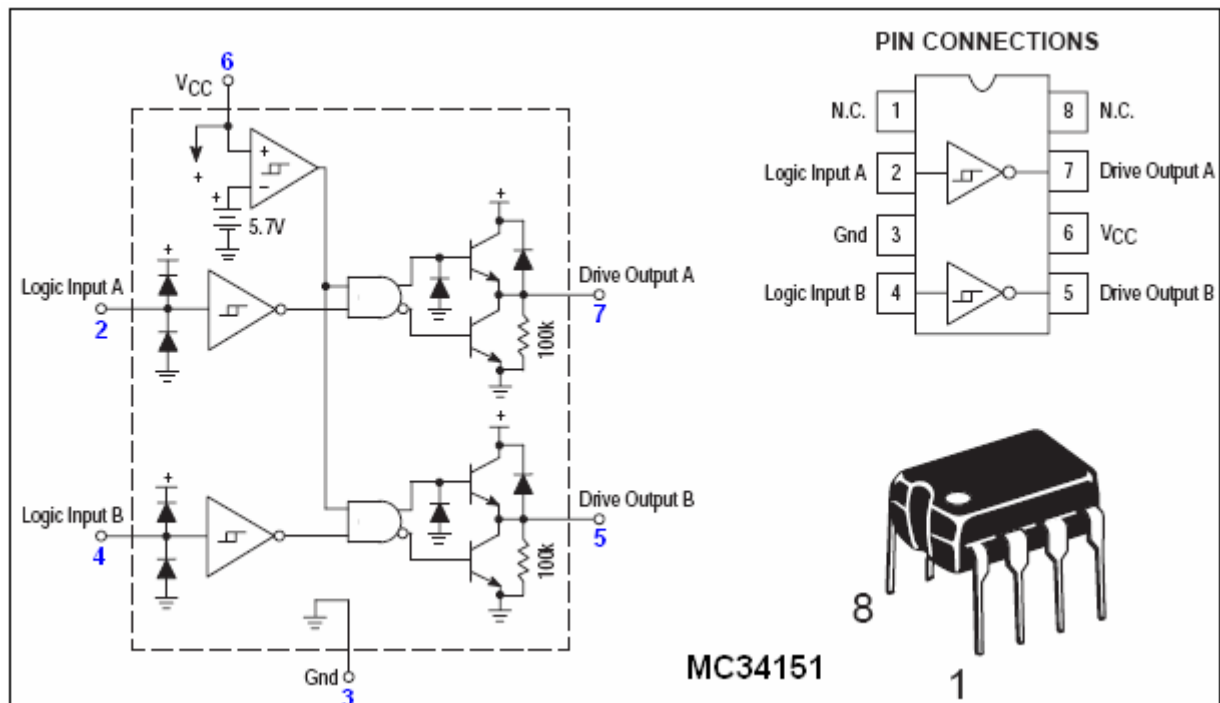 6
VCC
+
+
−
+
5.7V
+
Logic Input A
2
+
Drive Output A
7
100k
+
Logic Input B
4
+
Drive Output B
5
100k
Gnd
3
PIN CONNECTIONS
N.C. 1 8 N.C.
Logic Input A 2 7 Drive Output A
Gnd 3 6 VCC
Logic Input B 4 5 Drive Output B
8
1
MC34151